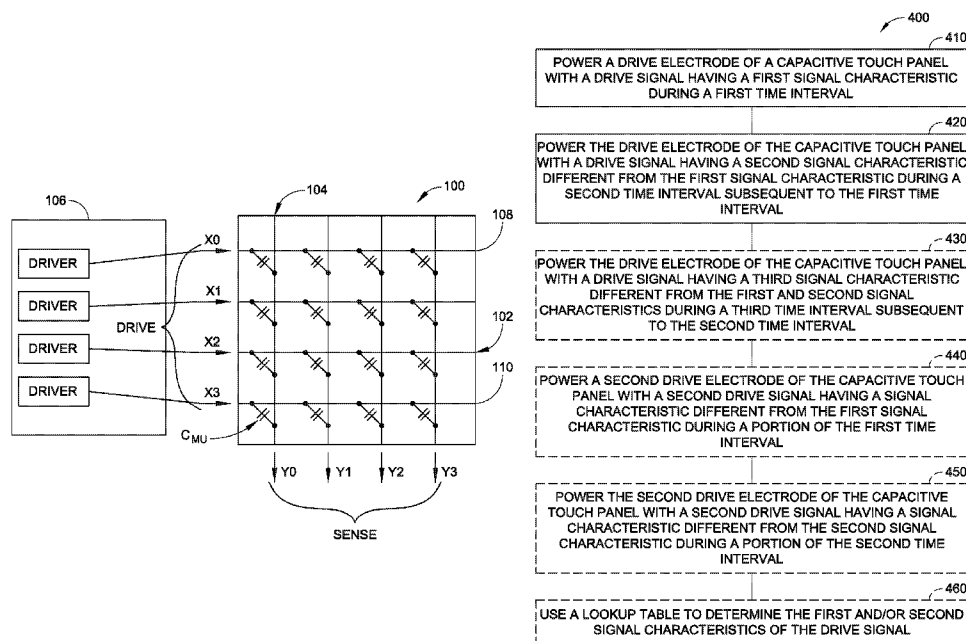 106
DRIVER
DRIVER
DRIVER
DRIVER
DRIVE
X0
X1
X2
X3
104
100
108
102
110
CMU
Y0
Y1
Y2
Y3
SENSE
400
410
POWER A DRIVE ELECTRODE OF A CAPACITIVE TOUCH PANEL
WITH A DRIVE SIGNAL HAVING A FIRST SIGNAL CHARACTERISTIC
DURING A FIRST TIME INTERVAL
420
POWER THE DRIVE ELECTRODE OF THE CAPACITIVE TOUCH PANEL
WITH A DRIVE SIGNAL HAVING A SECOND SIGNAL CHARACTERISTIC
DIFFERENT FROM THE FIRST SIGNAL CHARACTERISTIC DURING A
SECOND TIME INTERVAL SUBSEQUENT TO THE FIRST TIME
INTERVAL
430
POWER THE DRIVE ELECTRODE OF THE CAPACITIVE TOUCH PANEL
WITH A DRIVE SIGNAL HAVING A THIRD SIGNAL CHARACTERISTIC
DIFFERENT FROM THE FIRST AND SECOND SIGNAL
CHARACTERISTICS DURING A THIRD TIME INTERVAL SUBSEQUENT
TO THE SECOND TIME INTERVAL
440
POWER A SECOND DRIVE ELECTRODE OF THE CAPACITIVE TOUCH
PANEL WITH A SECOND DRIVE SIGNAL HAVING A SIGNAL
CHARACTERISTIC DIFFERENT FROM THE FIRST SIGNAL
CHARACTERISTIC DURING A PORTION OF THE FIRST TIME
INTERVAL
450
POWER THE SECOND DRIVE ELECTRODE OF THE CAPACITIVE
TOUCH PANEL WITH A SECOND DRIVE SIGNAL HAVING A SIGNAL
CHARACTERISTIC DIFFERENT FROM THE SECOND SIGNAL
CHARACTERISTIC DURING A PORTION OF THE SECOND TIME
INTERVAL
460
USE A LOOKUP TABLE TO DETERMINE THE FIRST AND/OR SECOND
SIGNAL CHARACTERISTICS OF THE DRIVE SIGNAL